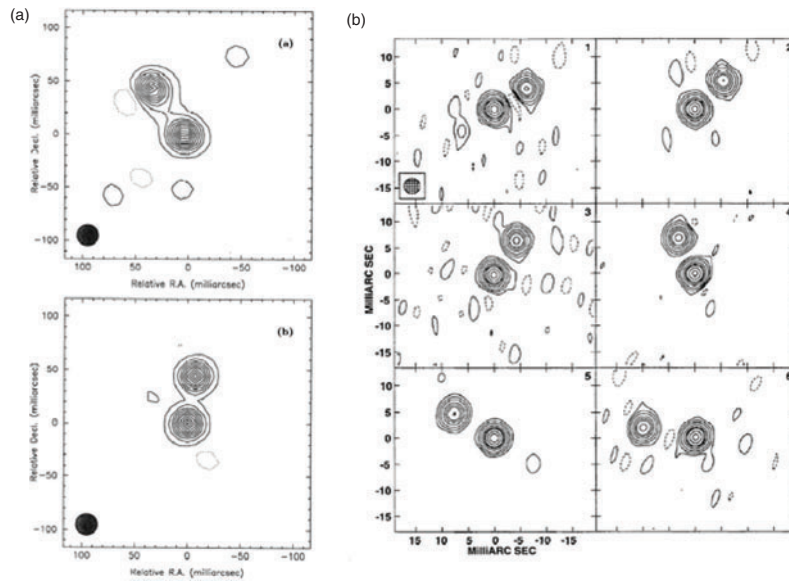 (a)
(a)
100
50
0
-50
-100
100 50 0 -50 -100
Relative Decl. (milliarcsec)
Relative R.A. (milliarcsec)
(b)
100
50
0
-50
-100
100 50 0 -50 -100
Relative Decl. (milliarcsec)
Relative R.A. (milliarcsec)
(b)
1
2
10
5
0
-5
-10
-15
3
4
10
5
0
-5
-10
-15
MilliARC SEC
5
6
10
5
0
-5
-10
-15
15 10 5 0 -5 -10 -15
MilliARC SEC